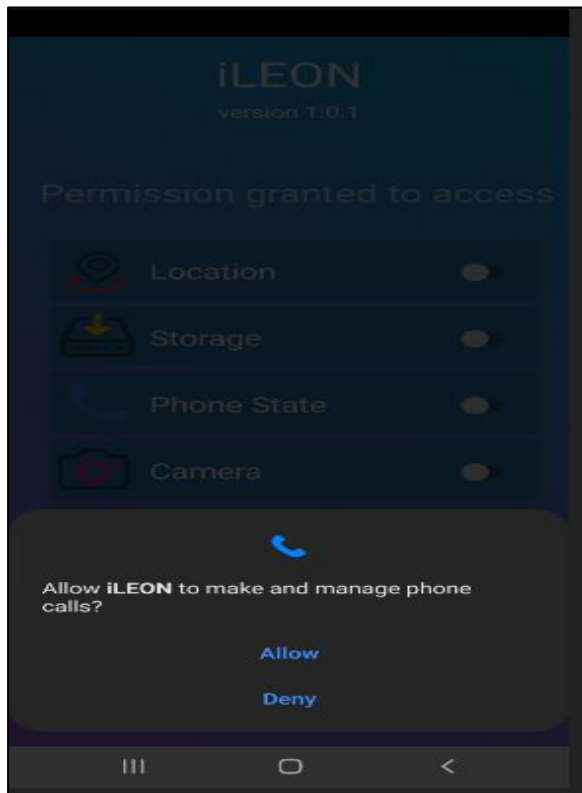 iLEON
version 1.0.1
Permission granted to access
Location
Storage
Phone State
Camera
Allow iLEON to make and manage phone
calls?
Allow
Deny